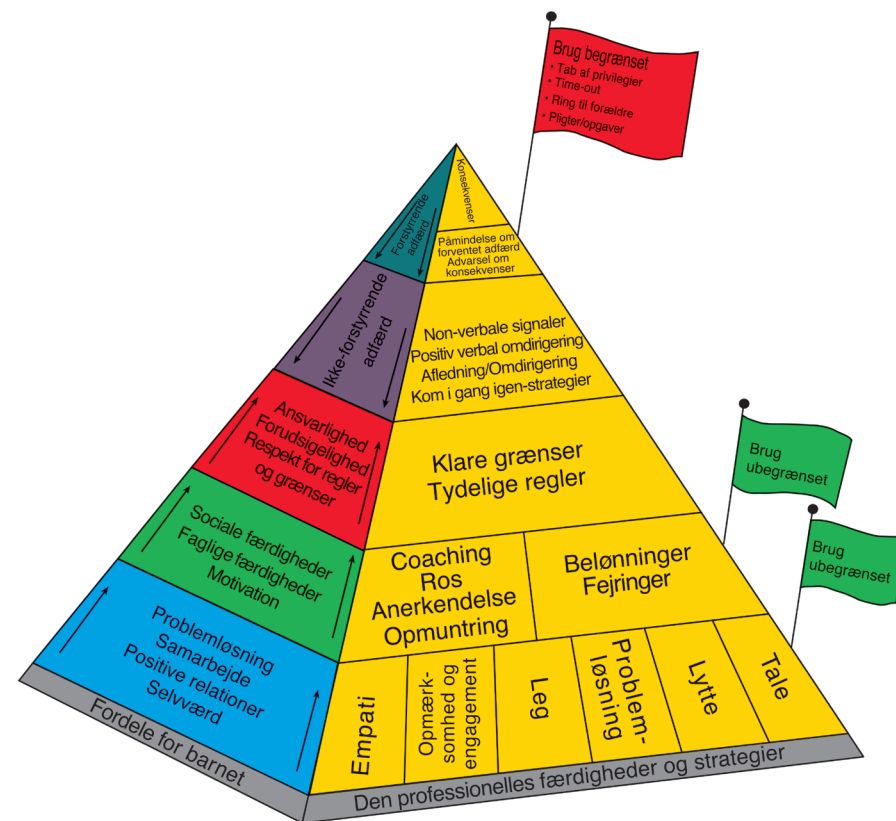 Brug begrænset
• Tab af privilegier
• Time-out
• Ring til forældre
• Pligter/opgaver
Konsekvenser
Forstyrrende
adfærd
Påmindelse om
forventet adfærd
Advarsel om
konsekvenser
Ikke-forstyrrende
adfærd
Non-verbale signaler
Positiv verbal omdirigering
Afledning/Omdirigering
Kom i gang igen-strategier
Ansvarlighed
Forudsigelighed
Respekt for regler
og grænser
Klare grænser
Tydelige regler
Brug
ubegrænset
Sociale færdigheder
Faglige færdigheder
Motivation
Coaching
Ros
Anerkendelse
Opmuntring
Belønninger
Fejringer
Brug
ubegrænset
Problemløsning
Samarbejde
Positive relationer
Selvværd
Empati
Opmærk-
somhed og
engagement
Leg
Problem-
løsning
Lytte
Tale
Fordele for barnet
Den professionelles færdigheder og strategier